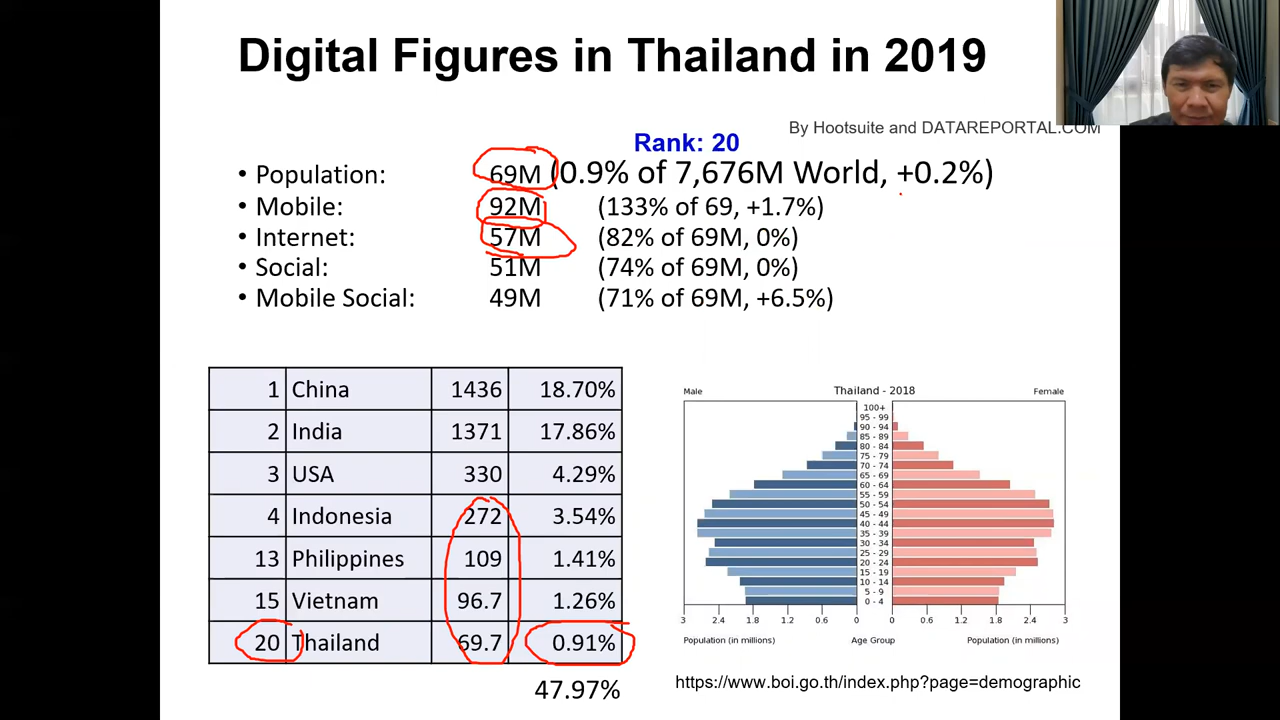 Digital Figures in Thailand in 2019
By Hootsuite and DATAREPORTAL.COM
Rank: 20
• Population: 69M (0.9% of 7,676M World, +0.2%)
• Mobile: 92M (133% of 69, +1.7%)
• Internet: 57M (82% of 69M, 0%)
• Social: 51M (74% of 69M, 0%)
• Mobile Social: 49M (71% of 69M, +6.5%)
1 China 1436 18.70%
2 India 1371 17.86%
3 USA 330 4.29%
4 Indonesia 272 3.54%
13 Philippines 109 1.41%
15 Vietnam 96.7 1.26%
20 Thailand 69.7 0.91%
47.97%
Male Thailand - 2018 Female
100+
95 - 99
90 - 94
85 - 89
80 - 84
75 - 79
70 - 74
65 - 69
60 - 64
55 - 59
50 - 54
45 - 49
40 - 44
35 - 39
30 - 34
25 - 29
20 - 24
15 - 19
10 - 14
5 - 9
0 - 4
3 2.4 1.8 1.2 0.6 0 0 0.6 1.2 1.8 2.4 3
Population (in millions) Age Group Population (in millions)
https://www.boi.go.th/index.php?page=demographic